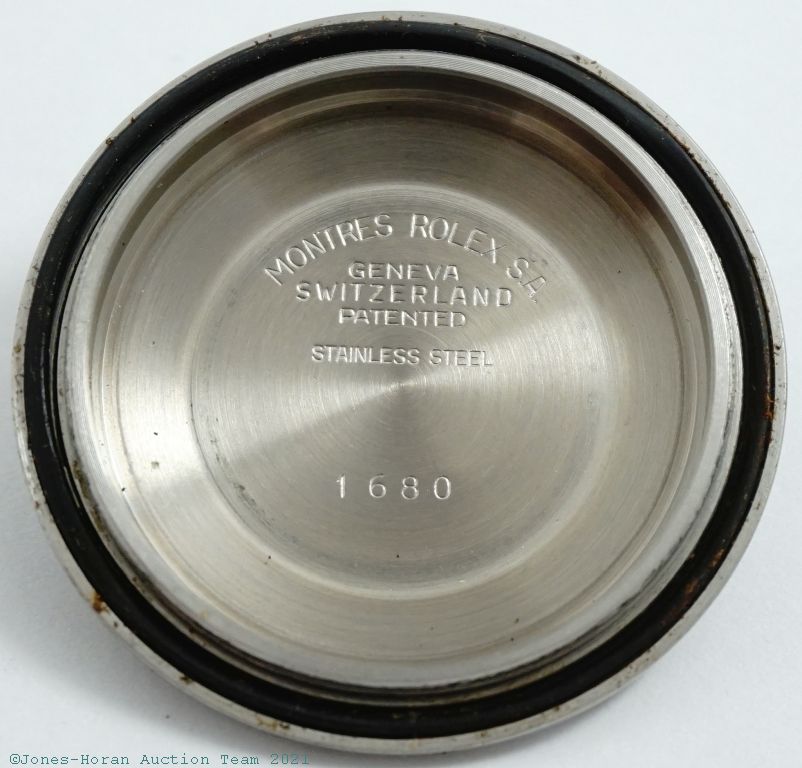 MONTRES ROLEX S.A.
GENEVA
SWITZERLAND
PATENTED
STAINLESS STEEL
1680
©Jones-Horan Auction Team 2021